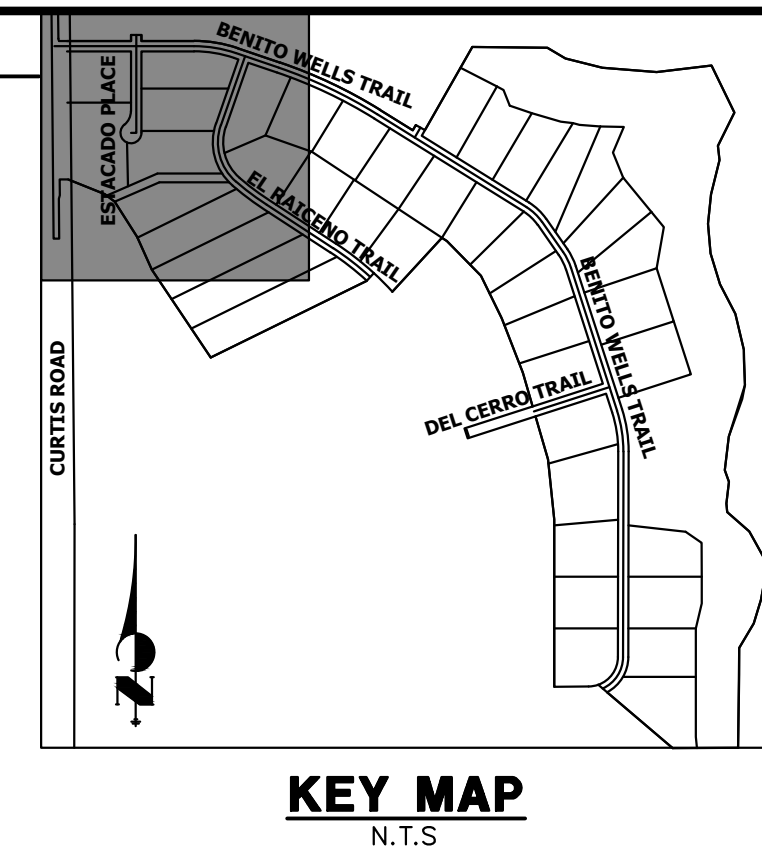 BENITO WELLS TRAIL
ESTACADO PLACE
EL RAICENO TRAIL
BENITO WELLS TRAIL
CURTIS ROAD
DEL CERRO TRAIL
N
KEY MAP
N.T.S